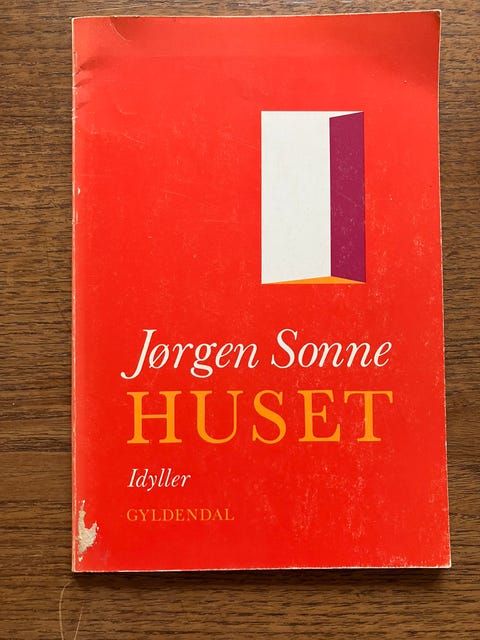 Jørgen Sonne
HUSET
Idyller
GYLDENDAL